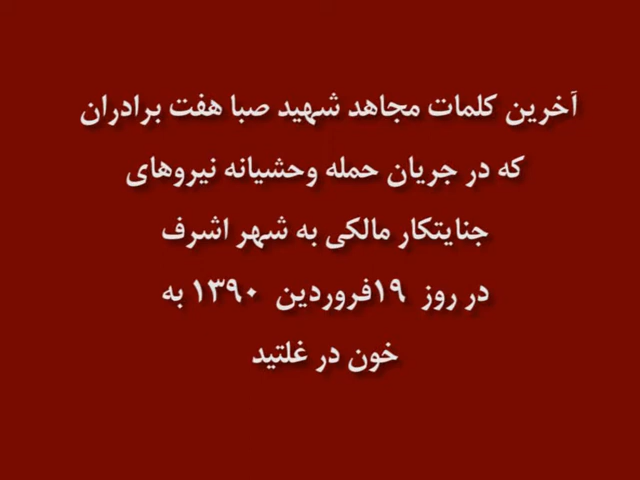 آخرین کلمات مجاهد شهید صبا هفت برادران
که در جریان حمله وحشیانه نیروهای
جنایتکار مالکی به شهر اشرف
در روز ۱۹فروردین ۱۳۹۰ به
خون در غلتید